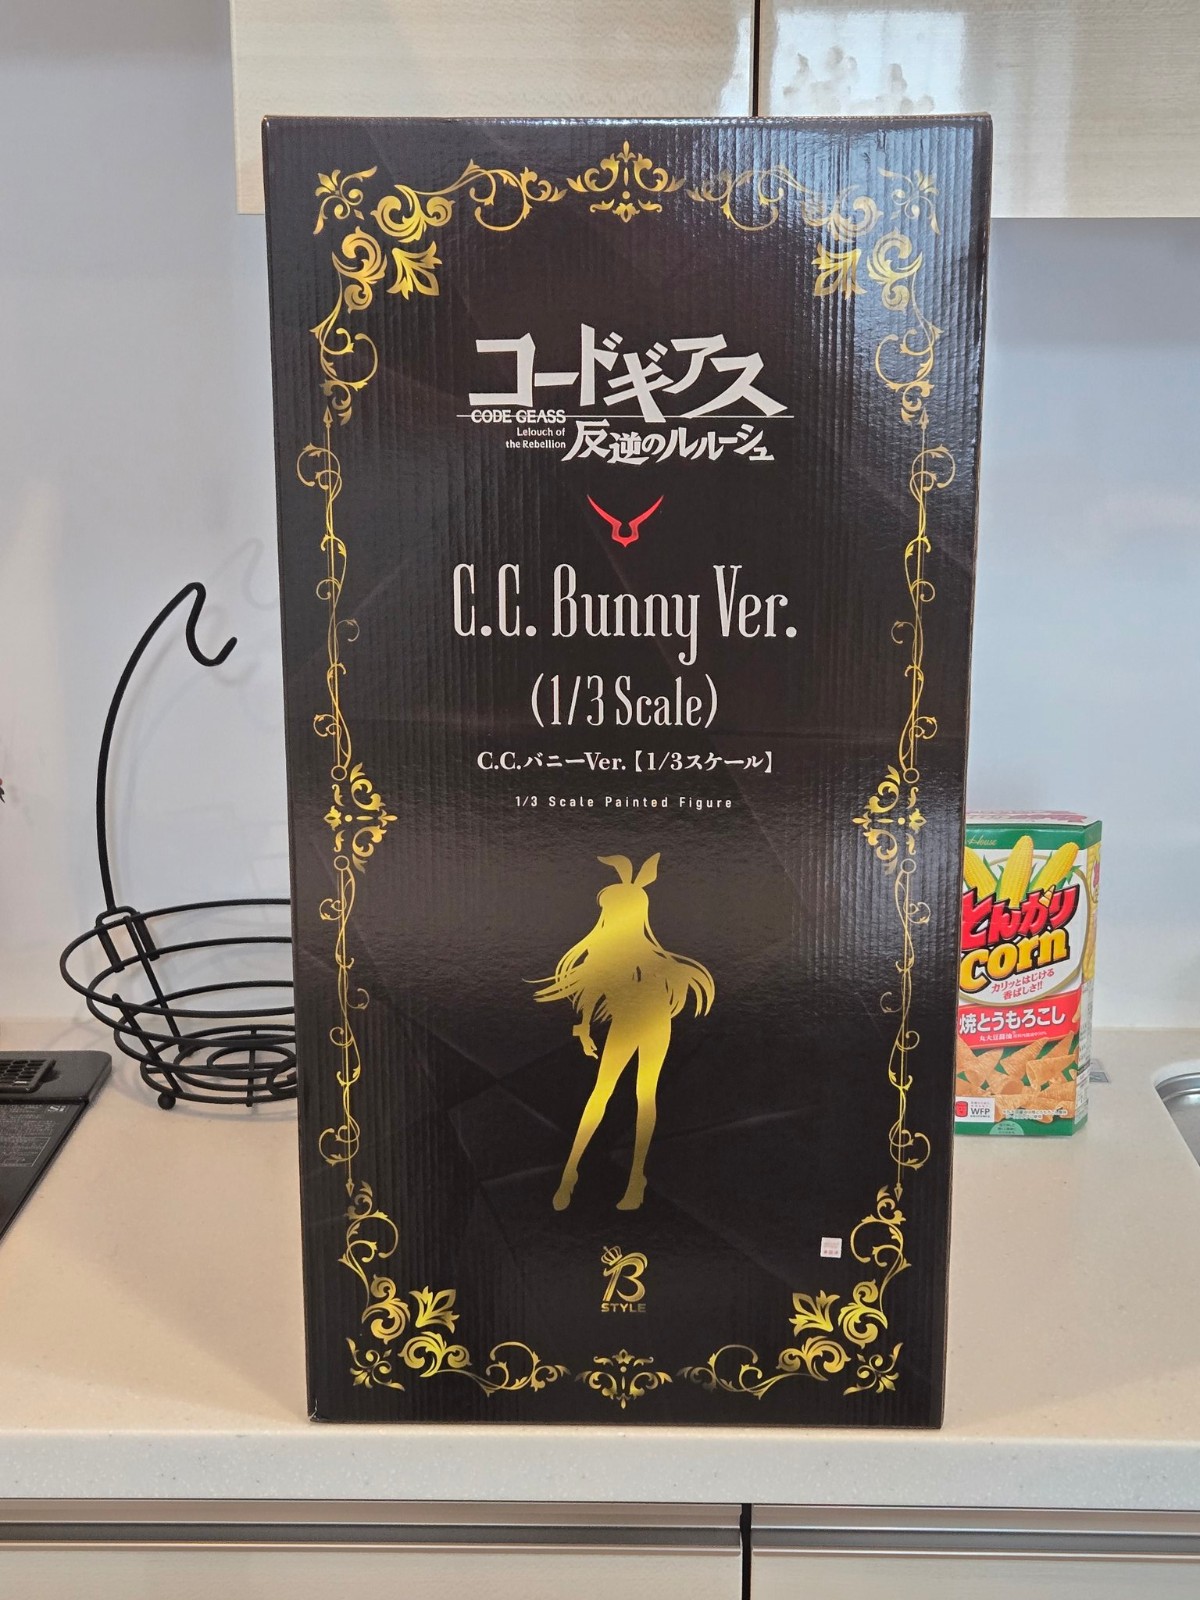 コードギアス
CODE GEASS
Lelouch of
the Rebellion
反逆のルルーシュ
C.C. Bunny Ver.
(1/3 Scale)
C.C.バニーVer.【1/3スケール】
1/3 Scale Painted Figure
B
STYLE
とんがり
corn
カリッとはじける
香ばしさ!!
焼とうもろこし
WFP